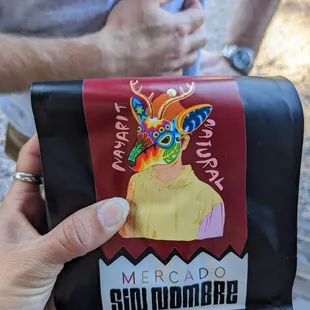 NAYARIT
NATURAL
MERCADO
SIN NOMBRE